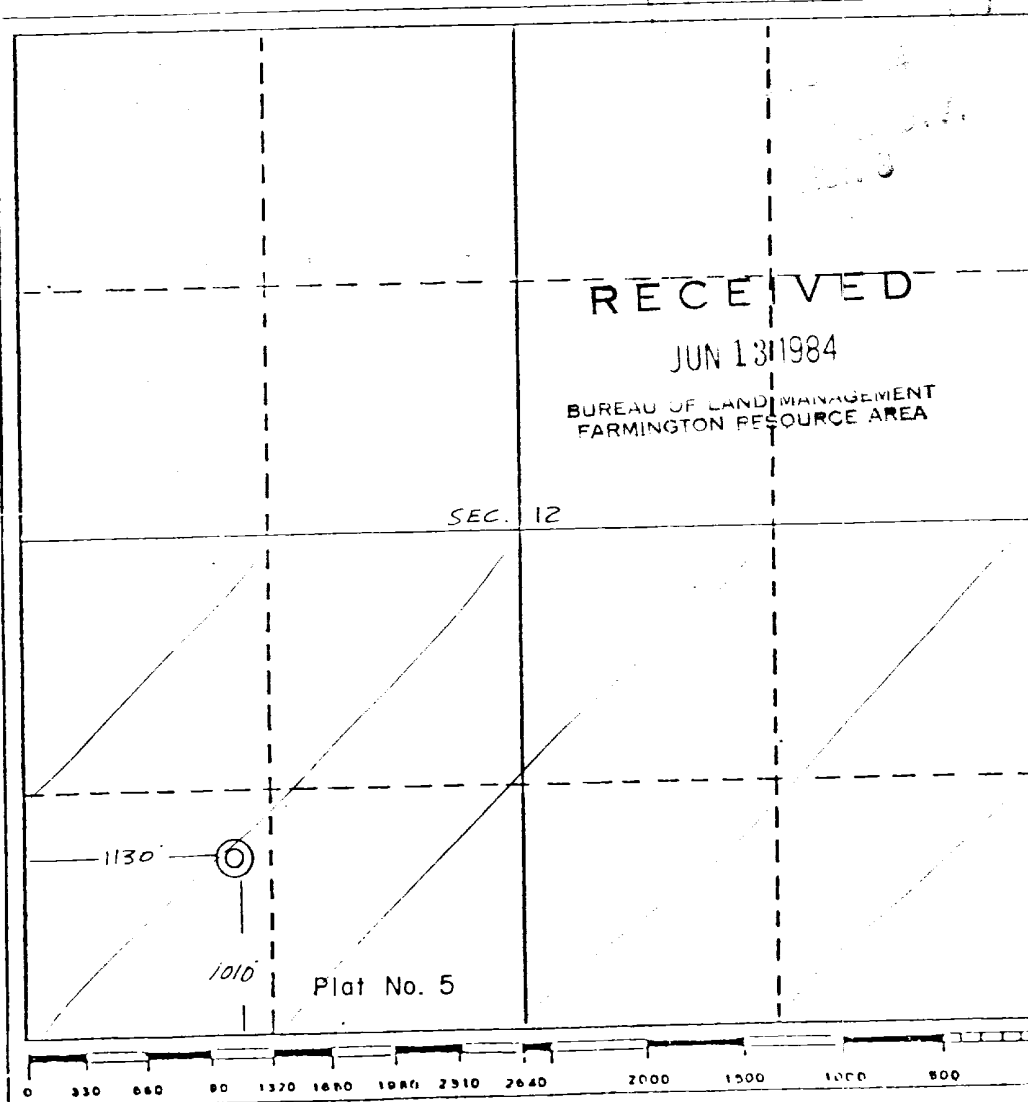 RECEIVED
JUN 13 1984
BUREAU OF LAND MANAGEMENT
FARMINGTON RESOURCE AREA
SEC. 12
1130'
1010'
Plat No. 5
0 330 660 90 1320 1650 1980 2310 2640 2000 1500 1000 500